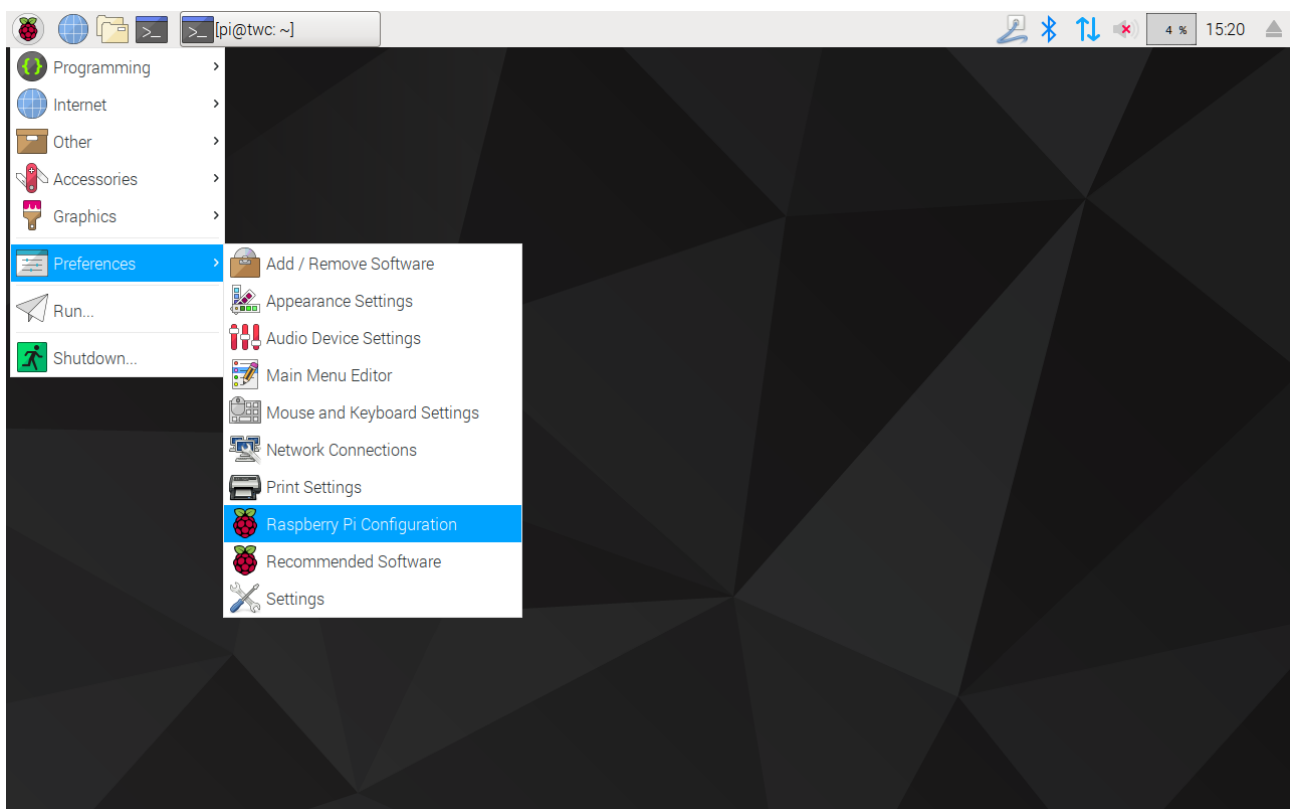 [pi@twc: ~]
4 %
15:20
Programming
Internet
Other
Accessories
Graphics
Preferences
Run...
Shutdown...
Add / Remove Software
Appearance Settings
Audio Device Settings
Main Menu Editor
Mouse and Keyboard Settings
Network Connections
Print Settings
Raspberry Pi Configuration
Recommended Software
Settings